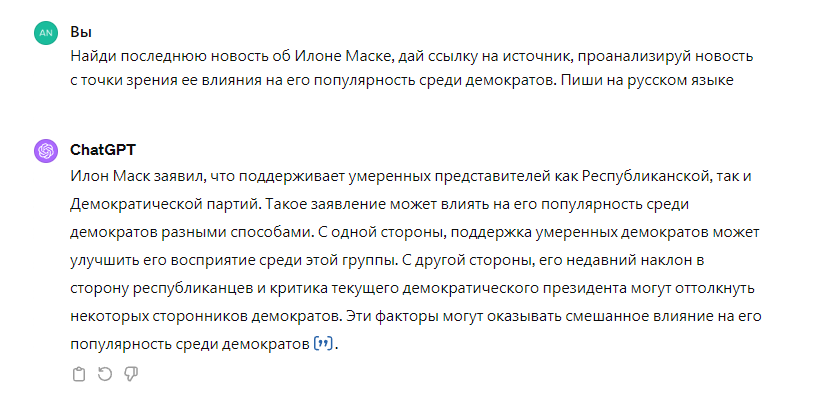 AN Вы
Найди последнюю новость об Илоне Маске, дай ссылку на источник, проанализируй новость
с точки зрения ее влияния на его популярность среди демократов. Пиши на русском языке
ChatGPT
Илон Маск заявил, что поддерживает умеренных представителей как Республиканской, так и
Демократической партий. Такое заявление может влиять на его популярность среди
демократов разными способами. С одной стороны, поддержка умеренных демократов может
улучшить его восприятие среди этой группы. С другой стороны, его недавний наклон в
сторону республиканцев и критика текущего демократического президента могут оттолкнуть
некоторых сторонников демократов. Эти факторы могут оказывать смешанное влияние на его
популярность среди демократов [”].